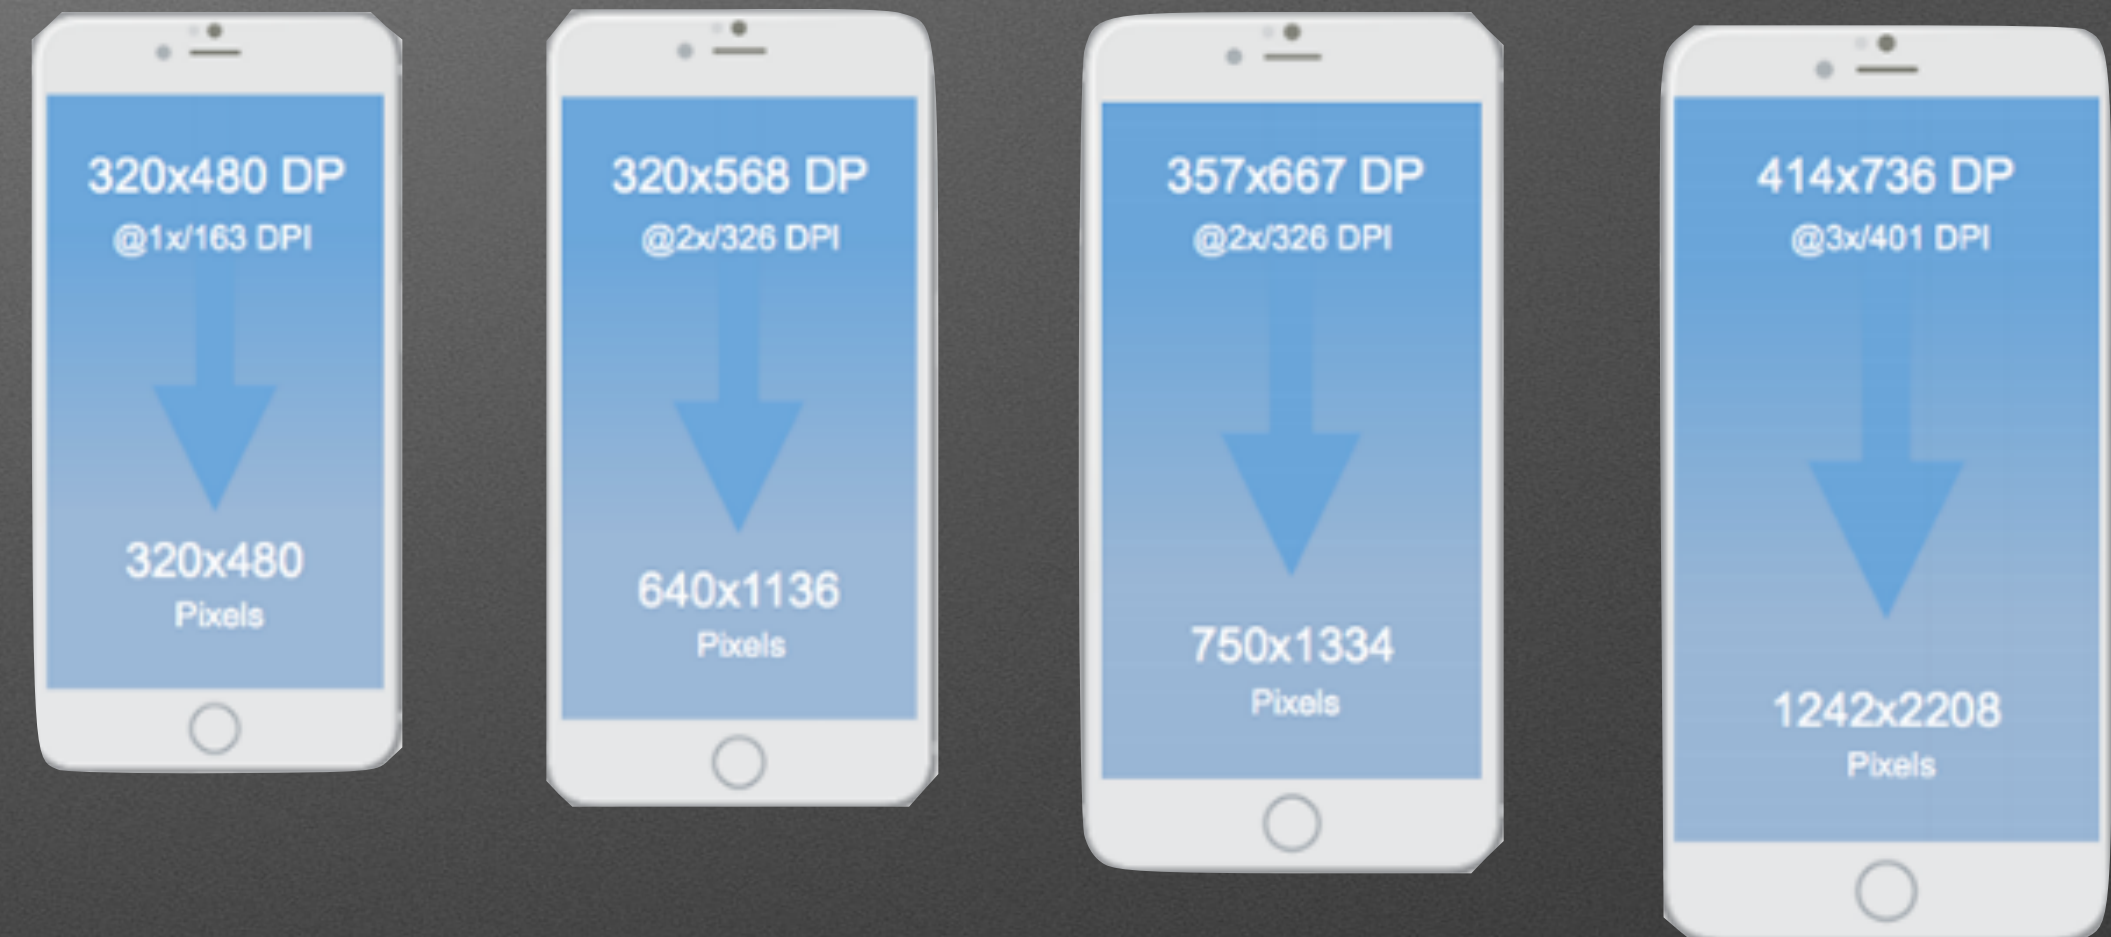 320x480 DP
@1x/163 DPI
320x480
Pixels
320x568 DP
@2x/326 DPI
640x1136
Pixels
357x667 DP
@2x/326 DPI
750x1334
Pixels
414x736 DP
@3x/401 DPI
1242x2208
Pixels